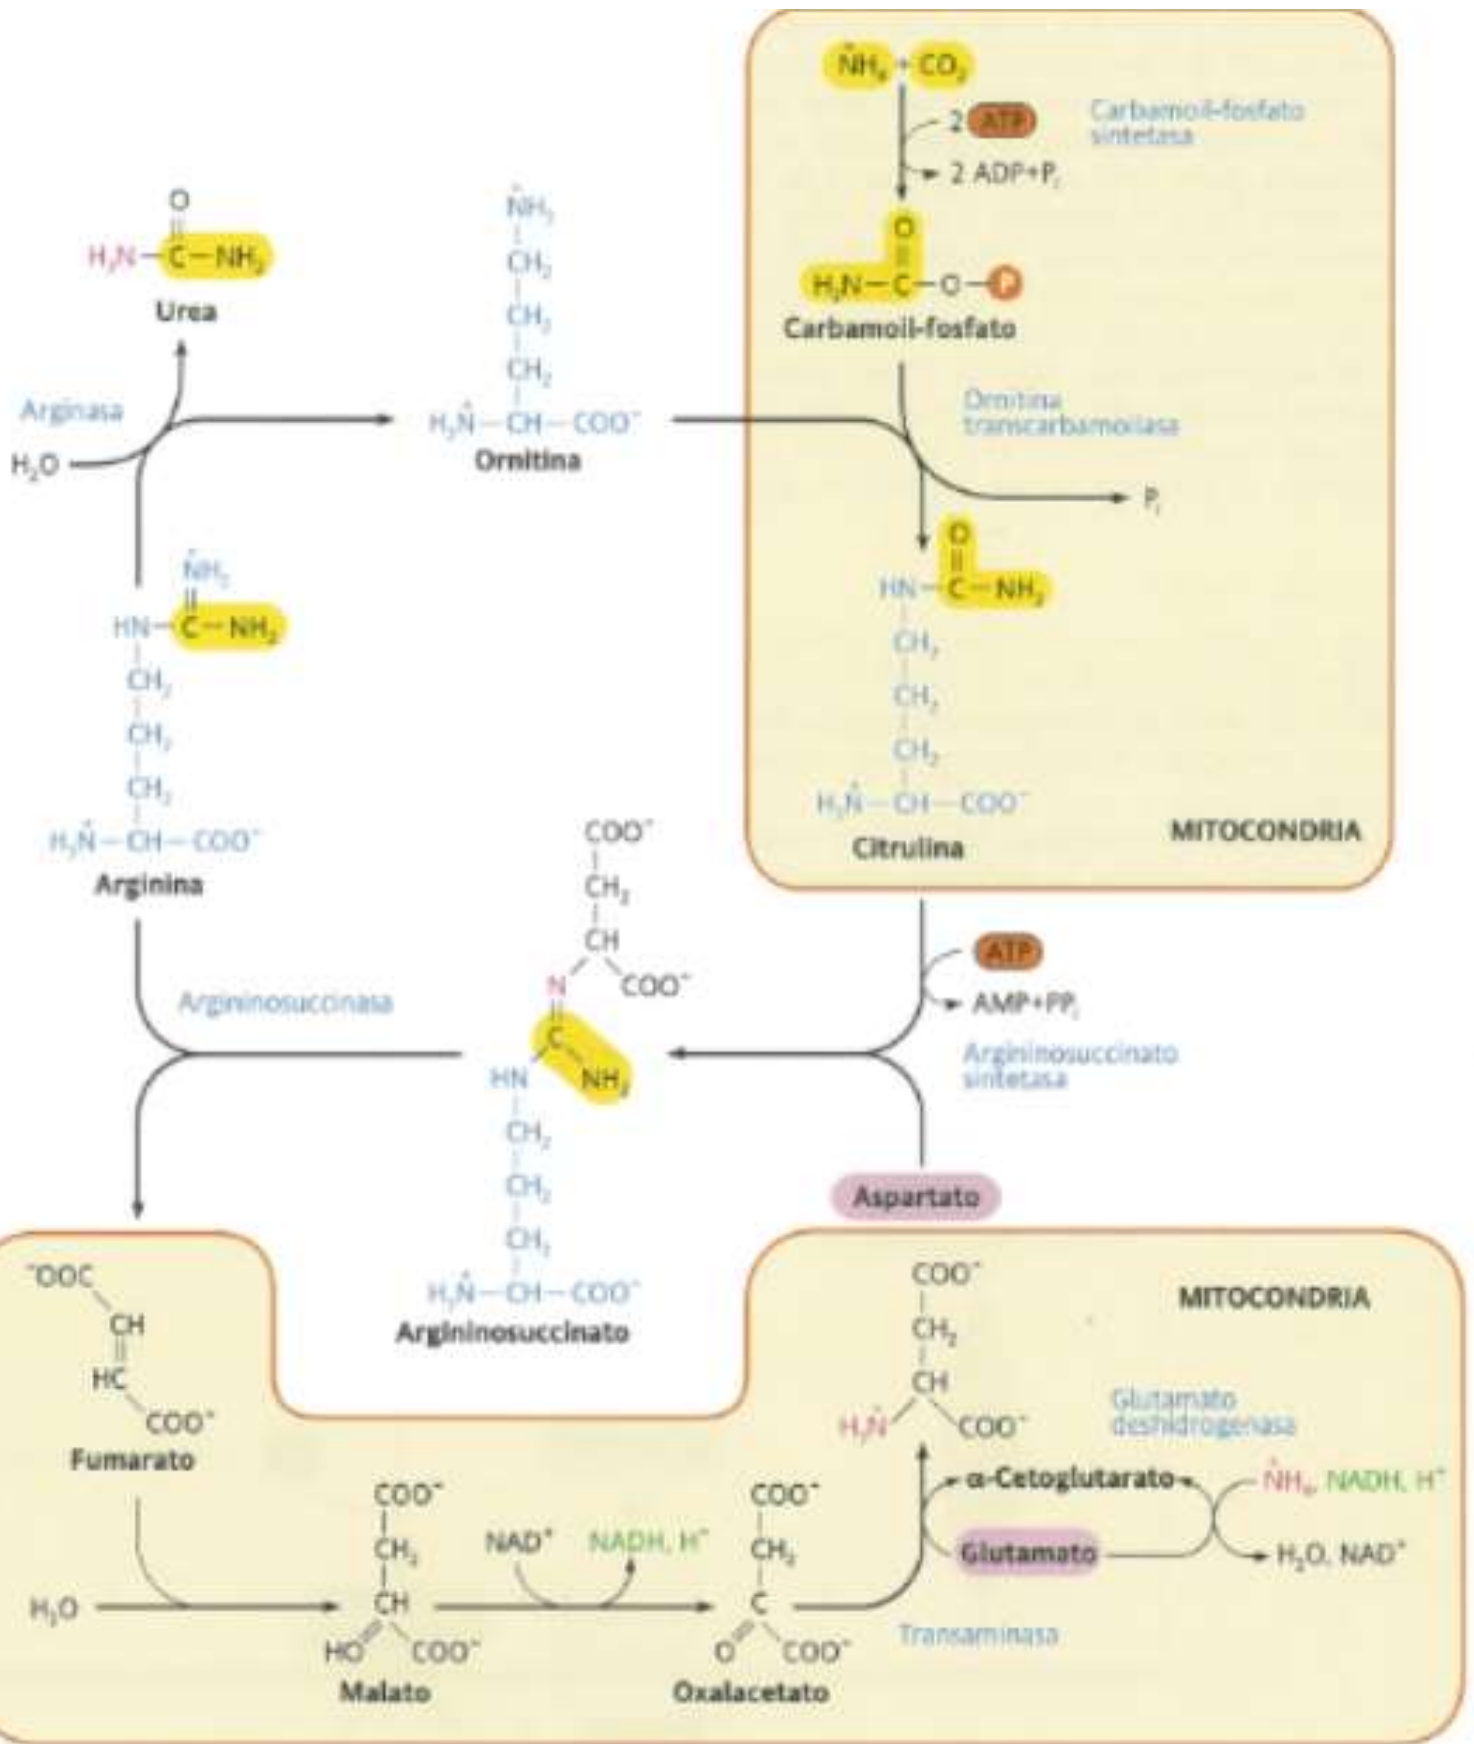 N⁺H₄ + CO₂
2 ATP
Carbamoil-fosfato
sintetasa
2 ADP+Pᵢ
O
H₂N—C—O—P
Carbamoil-fosfato
O
H₂N—C—NH₂
Urea
N⁺H₃
CH₂
CH₂
CH₂
H₃N⁺—CH—COO⁻
Ornitina
Arginasa
H₂O
Ornitina
transcarbamoilasa
Pᵢ
O
HN—C—NH₂
CH₂
CH₂
CH₂
H₃N⁺—CH—COO⁻
Citrulina
MITOCONDRIA
N⁺H₂
HN—C—NH₂
CH₂
CH₂
CH₂
H₃N⁺—CH—COO⁻
Arginina
ATP
AMP+PPᵢ
Argininosuccinato
sintetasa
Argininosuccinasa
COO⁻
CH₂
CH
N COO⁻
C
HN NH₂
CH₂
CH₂
CH₂
H₃N⁺—CH—COO⁻
Argininosuccinato
Aspartato
⁻OOC
CH
HC
COO⁻
Fumarato
COO⁻
CH₂
CH
H₃N⁺ COO⁻
MITOCONDRIA
Glutamato
deshidrogenasa
α-Cetoglutarato
N⁺H₄, NADH, H⁺
Glutamato
H₂O, NAD⁺
H₂O
COO⁻
CH₂
CH
HO COO⁻
Malato
NAD⁺ NADH, H⁺
COO⁻
CH₂
C
O COO⁻
Oxalacetato
Transaminasa